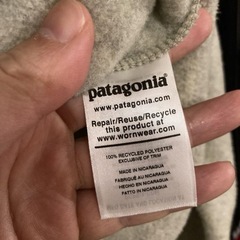 patagonia®
www.patagonia.com
Repair/Reuse/Recycle
this product at
www.wornwear.com
100% RECYCLED POLYESTER
EXCLUSIVE OF TRIM
MADE IN NICARAGUA
FABRIQUÉ AU NICARAGUA
HECHO EN NICARAGUA
FATTO IN NICARAGUA